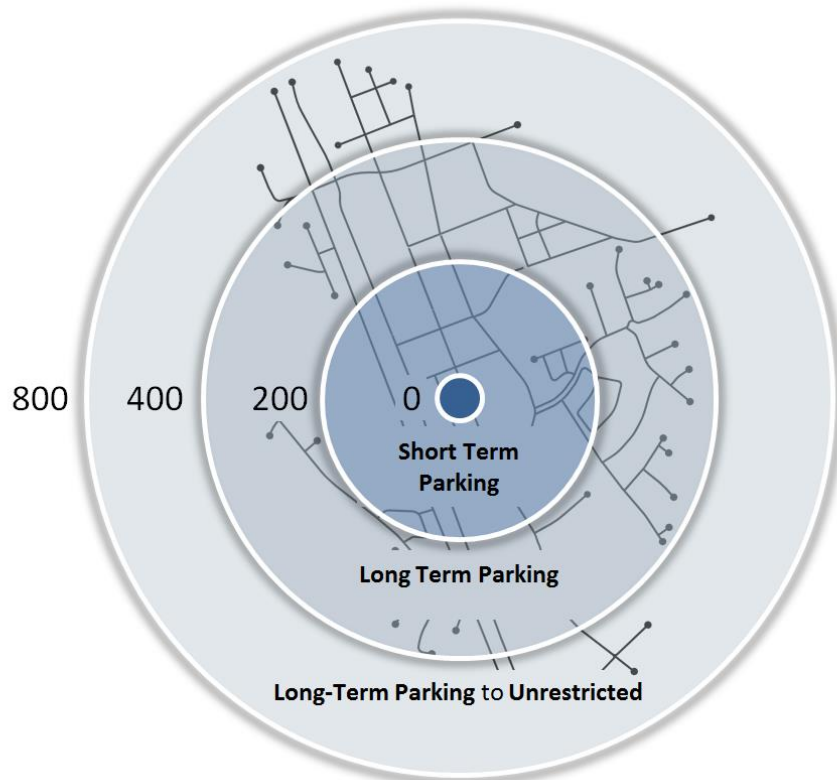 800 400 200 0
Short Term
Parking
Long Term Parking
Long-Term Parking to Unrestricted